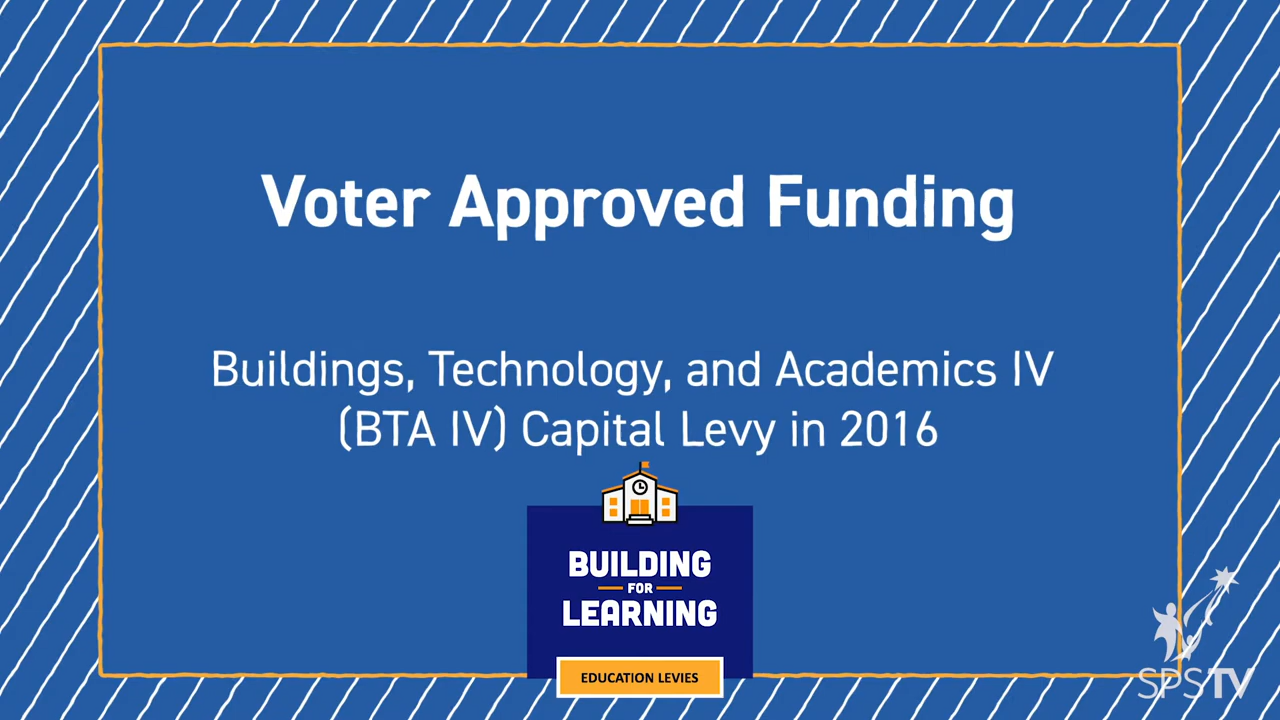 Voter Approved Funding
Buildings, Technology, and Academics IV
(BTA IV) Capital Levy in 2016
BUILDING
FOR
LEARNING
EDUCATION LEVIES
SPSTV